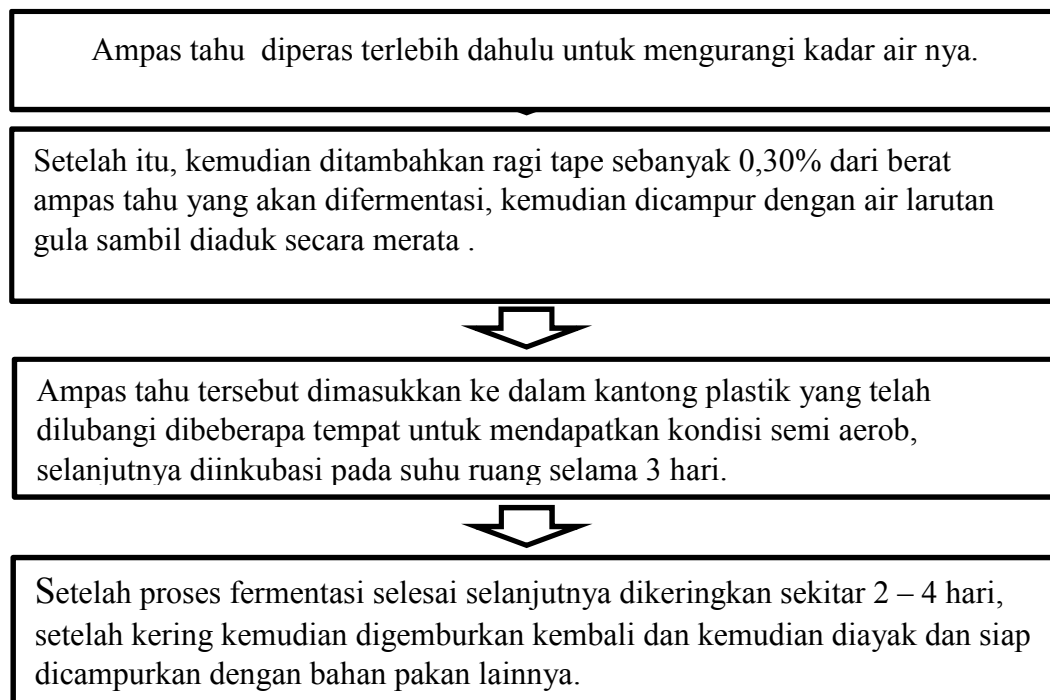 Ampas tahu  diperas terlebih dahulu untuk mengurangi kadar air nya.
Setelah itu, kemudian ditambahkan ragi tape sebanyak 0,30% dari berat
ampas tahu yang akan difermentasi, kemudian dicampur dengan air larutan
gula sambil diaduk secara merata .
Ampas tahu tersebut dimasukkan ke dalam kantong plastik yang telah
dilubangi dibeberapa tempat untuk mendapatkan kondisi semi aerob,
selanjutnya diinkubasi pada suhu ruang selama 3 hari.
Setelah proses fermentasi selesai selanjutnya dikeringkan sekitar 2 – 4 hari,
setelah kering kemudian digemburkan kembali dan kemudian diayak dan siap
dicampurkan dengan bahan pakan lainnya.